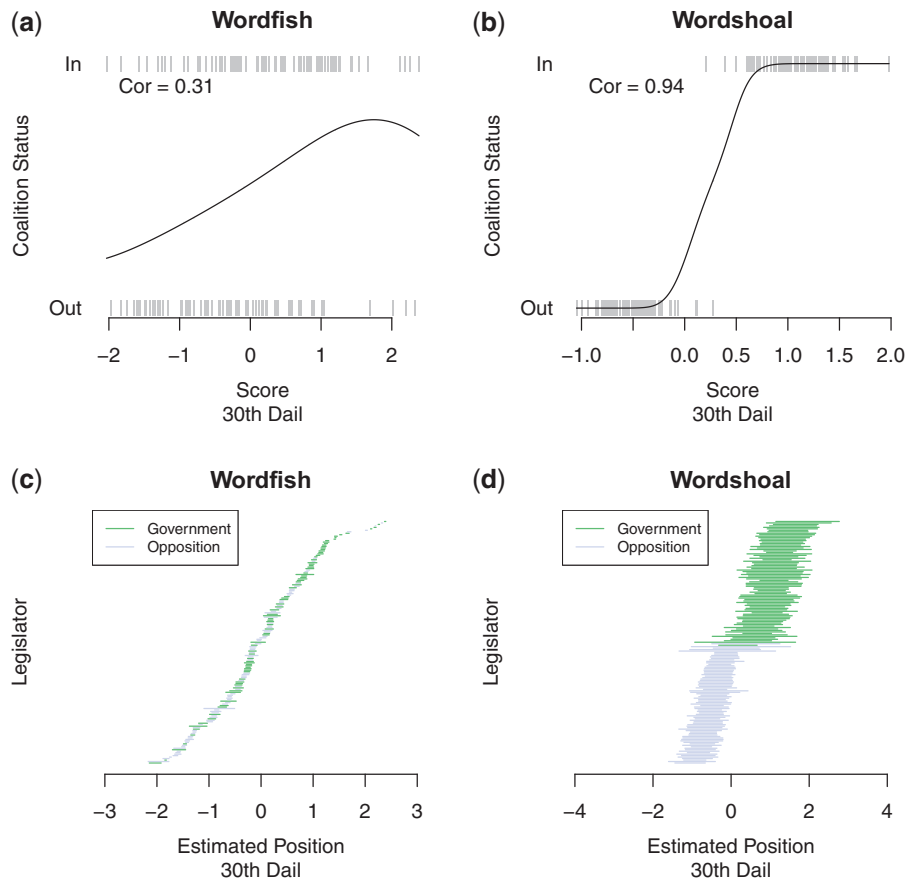 (a)
Wordfish
In
Cor = 0.31
Coalition Status
Out
−2 −1 0 1 2
Score
30th Dail
(b)
Wordshoal
In
Cor = 0.94
Coalition Status
Out
−1.0 0.0 0.5 1.0 1.5 2.0
Score
30th Dail
(c)
Wordfish
Government
Opposition
Legislator
−3 −2 −1 0 1 2 3
Estimated Position
30th Dail
(d)
Wordshoal
Government
Opposition
Legislator
−4 −2 0 2 4
Estimated Position
30th Dail